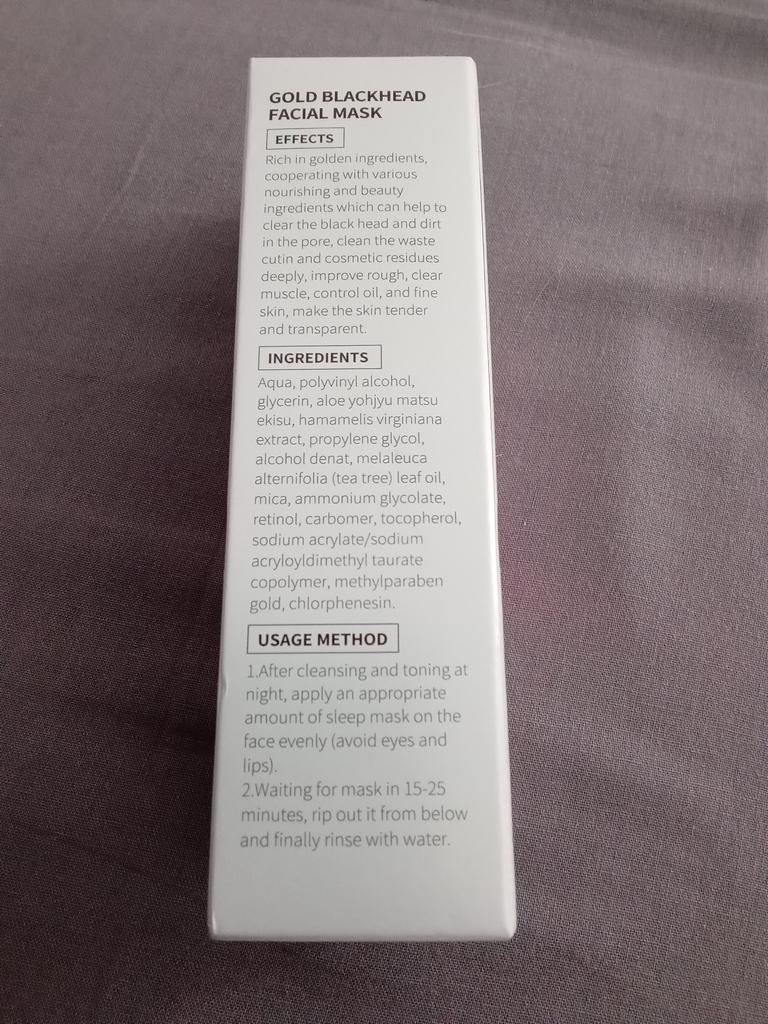 GOLD BLACKHEAD
FACIAL MASK
EFFECTS
Rich in golden ingredients,
cooperating with various
nourishing and beauty
ingredients which can help to
clear the black head and dirt
in the pore, clean the waste
cutin and cosmetic residues
deeply, improve rough, clear
muscle, control oil, and fine
skin, make the skin tender
and transparent.
INGREDIENTS
Aqua, polyvinyl alcohol,
glycerin, aloe yohjyu matsu
ekisu, hamamelis virginiana
extract, propylene glycol,
alcohol denat, melaleuca
alternifolia (tea tree) leaf oil,
mica, ammonium glycolate,
retinol, carbomer, tocopherol,
sodium acrylate/sodium
acryloyldimethyl taurate
copolymer, methylparaben
gold, chlorphenesin.
USAGE METHOD
1.After cleansing and toning at
night, apply an appropriate
amount of sleep mask on the
face evenly (avoid eyes and
lips).
2.Waiting for mask in 15-25
minutes, rip out it from below
and finally rinse with water.